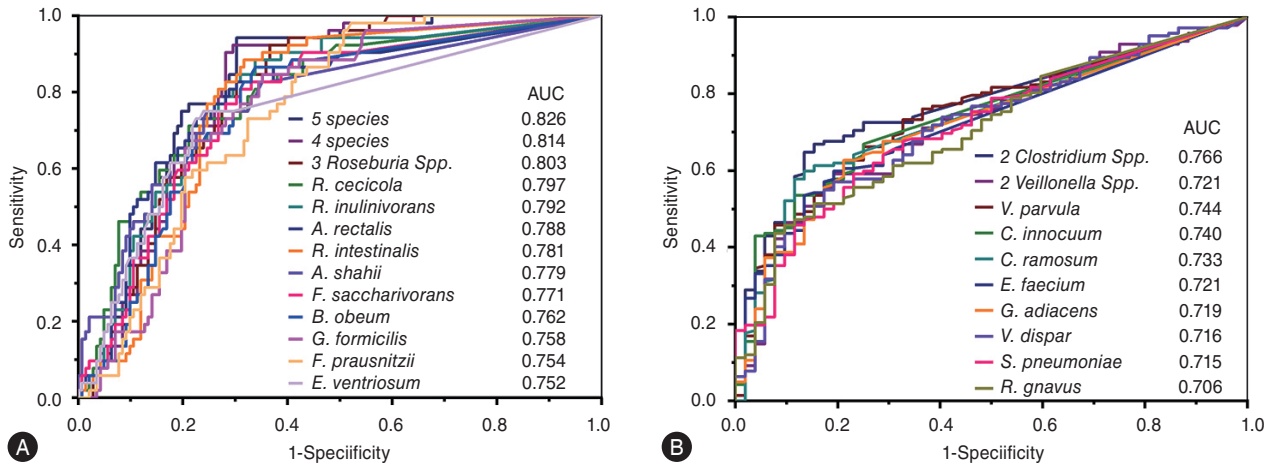 A
1.0
0.8
0.6
0.4
0.2
0.0
Sensitivity
AUC
5 species 0.826
4 species 0.814
3 Roseburia Spp. 0.803
R. cecicola 0.797
R. inulinivorans 0.792
A. rectalis 0.788
R. intestinalis 0.781
A. shahii 0.779
F. saccharivorans 0.771
B. obeum 0.762
G. formicilis 0.758
F. prausnitzii 0.754
E. ventriosum 0.752
0.0 0.2 0.4 0.6 0.8 1.0
1-Speciificity
B
1.0
0.8
0.6
0.4
0.2
0.0
Sensitivity
AUC
2 Clostridium Spp. 0.766
2 Veillonella Spp. 0.721
V. parvula 0.744
C. innocuum 0.740
C. ramosum 0.733
E. faecium 0.721
G. adiacens 0.719
V. dispar 0.716
S. pneumoniae 0.715
R. gnavus 0.706
0.0 0.2 0.4 0.6 0.8 1.0
1-Speciificity